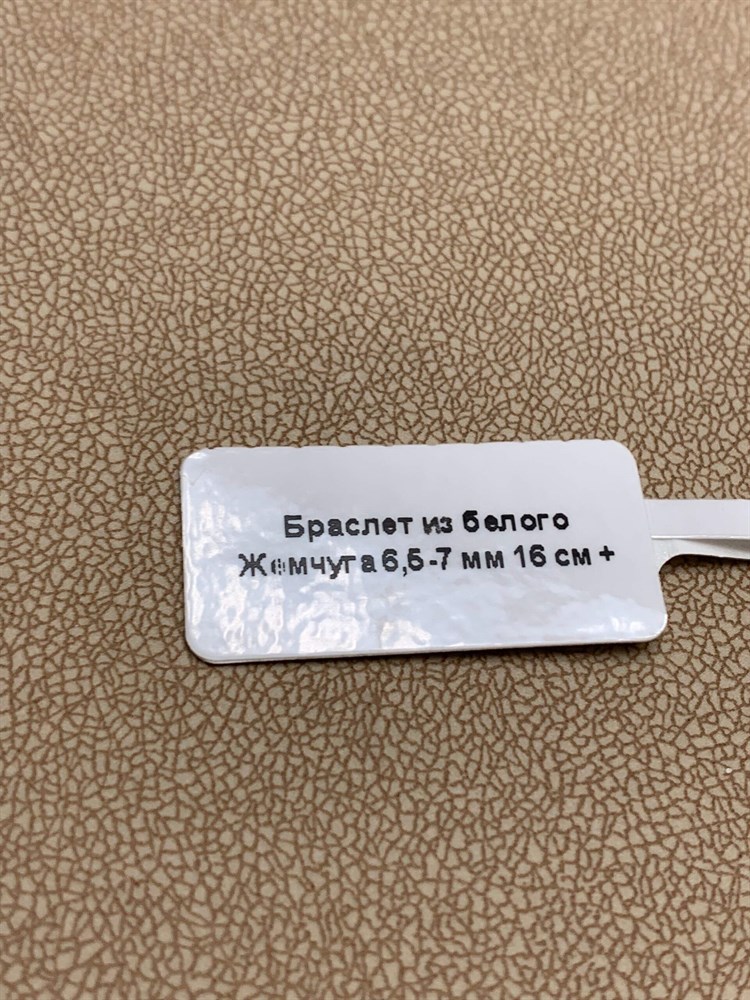 Браслет из белого
Жемчуга 6,5-7 мм 16 см +